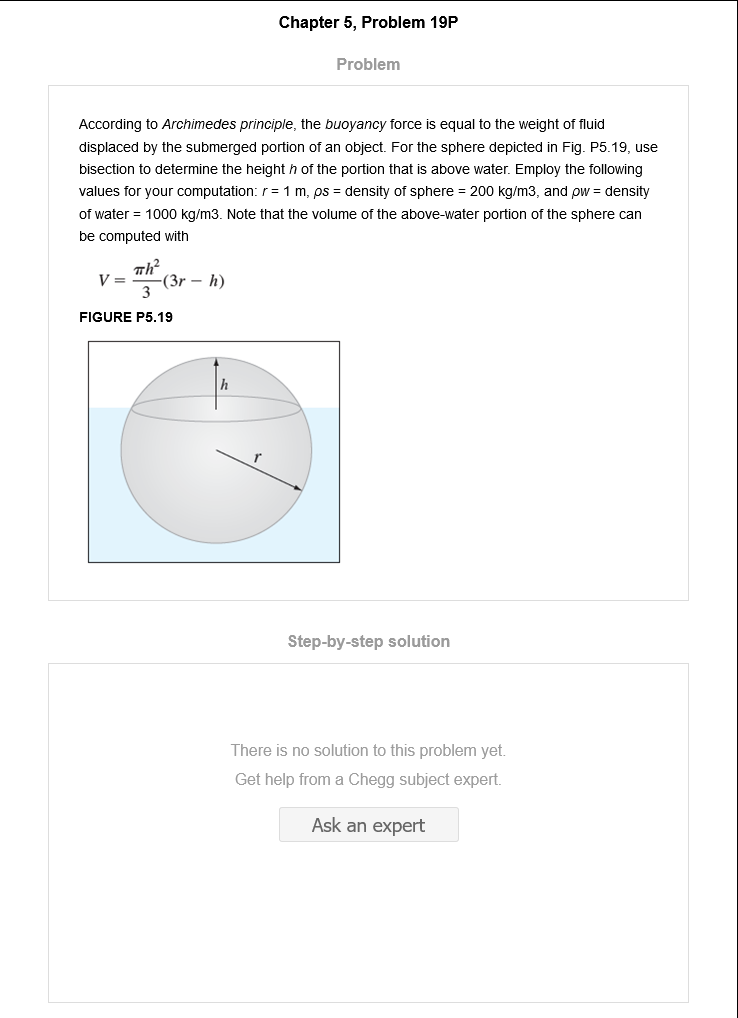 Chapter 5, Problem 19P
Problem
According to Archimedes principle, the buoyancy force is equal to the weight of fluid
displaced by the submerged portion of an object. For the sphere depicted in Fig. P5.19, use
bisection to determine the height h of the portion that is above water. Employ the following
values for your computation: r = 1 m, ρs = density of sphere = 200 kg/m3, and ρw = density
of water = 1000 kg/m3. Note that the volume of the above-water portion of the sphere can
be computed with
V = πh²/3 (3r − h)
FIGURE P5.19
h
r
Step-by-step solution
There is no solution to this problem yet.
Get help from a Chegg subject expert.
Ask an expert